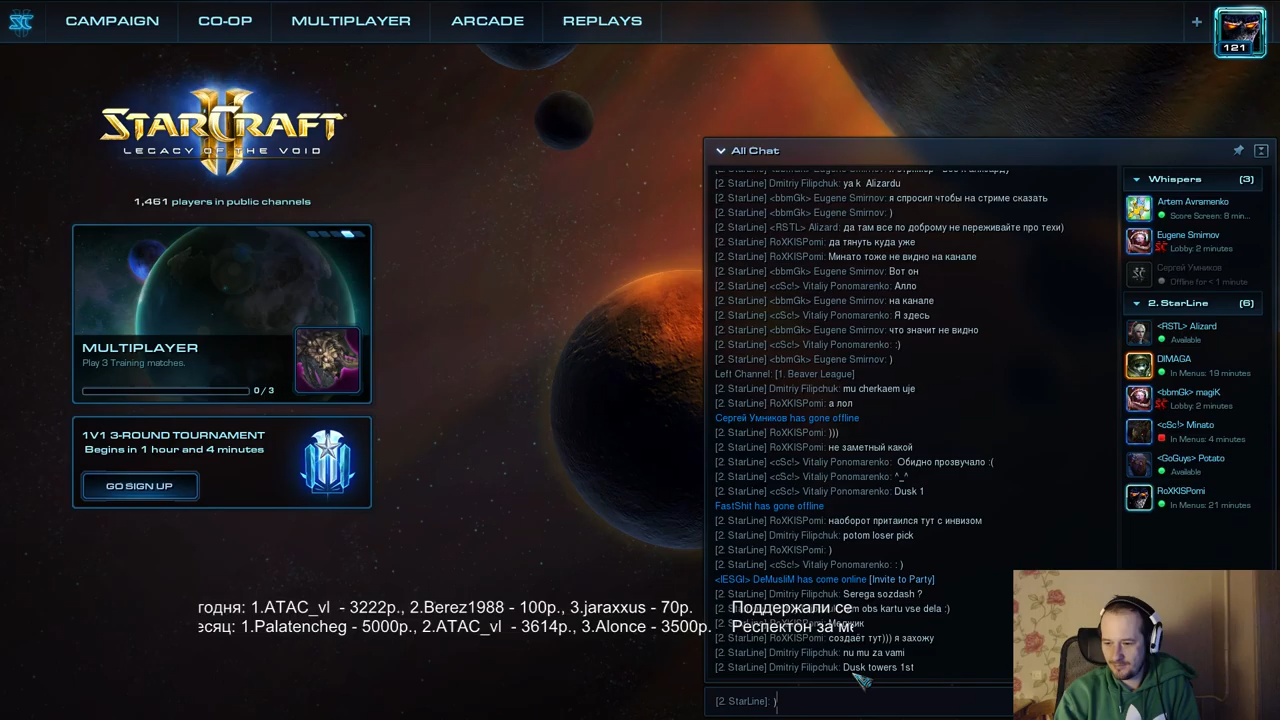 CAMPAIGN
CO-OP
MULTIPLAYER
ARCADE
REPLAYS
121
STARCRAFT
II
LEGACY OF THE VOID
1,461 players in public channels
MULTIPLAYER
Play 3 Training matches.
0 / 3
1V1 3-ROUND TOURNAMENT
Begins in 1 hour and 4 minutes
GO SIGN UP
All Chat
[2. StarLine] Dmitriy Filipchuk: ya k Alizardu
[2. StarLine] <bbmGk> Eugene Smirnov: я спросил чтобы на стриме сказать
[2. StarLine] <bbmGk> Eugene Smirnov: )
[2. StarLine] <RSTL> Alizard: да там все по доброму не переживайте про техи)
[2. StarLine] RoXKISPomi: да тянуть куда уже
[2. StarLine] RoXKISPomi: Минато тоже не видно на канале
[2. StarLine] <bbmGk> Eugene Smirnov: Вот он
[2. StarLine] <cSc!> Vitaliy Ponomarenko: Алло
[2. StarLine] <bbmGk> Eugene Smirnov: на канале
[2. StarLine] <cSc!> Vitaliy Ponomarenko: Я здесь
[2. StarLine] <bbmGk> Eugene Smirnov: что значит не видно
[2. StarLine] <cSc!> Vitaliy Ponomarenko: :)
[2. StarLine] <bbmGk> Eugene Smirnov: )
Left Channel: [1. Beaver League]
[2. StarLine] Dmitriy Filipchuk: mu cherkaem uje
[2. StarLine] RoXKISPomi: а лол
Сергей Умников has gone offline
[2. StarLine] RoXKISPomi: )))
[2. StarLine] RoXKISPomi: не заметный какой
[2. StarLine] <cSc!> Vitaliy Ponomarenko: Обидно прозвучало :(
[2. StarLine] <cSc!> Vitaliy Ponomarenko: ^_^
[2. StarLine] <cSc!> Vitaliy Ponomarenko: Dusk 1
FastShit has gone offline
[2. StarLine] RoXKISPomi: наоборот притаился тут с инвизом
[2. StarLine] Dmitriy Filipchuk: potom loser pick
[2. StarLine] RoXKISPomi: )
[2. StarLine] <cSc!> Vitaliy Ponomarenko: : )
<IESGI> DeMusliM has come online [Invite to Party]
[2. StarLine] Dmitriy Filipchuk: Serega sozdash ?
obs kartu vse dela :)
[2. StarLine] RoXKISPomi:
[2. StarLine] RoXKISPomi: создаёт тут))) я захожу
[2. StarLine] Dmitriy Filipchuk: nu mu za vami
[2. StarLine] Dmitriy Filipchuk: Dusk towers 1st
[2. StarLine]: )
Whispers (3)
Artem Avramenko
Score Screen: 8 min...
Eugene Smirnov
Lobby: 2 minutes
Сергей Умников
Offline for < 1 minute
2. StarLine (6)
<RSTL> Alizard
Available
DIMAGA
In Menus: 19 minutes
<bbmGk> magiK
Lobby: 2 minutes
<cSc!> Minato
In Menus: 4 minutes
<GoGuys> Potato
Available
RoXKISPomi
In Menus: 21 minutes
годня: 1.ATAC_vl - 3222р., 2.Berez1988 - 100р., 3.jaraxxus - 70р.
есяц: 1.Palatencheg - 5000р., 2.ATAC_vl - 3614р., 3.Alonce - 3500р.
Поддержали се
Респектон за мо